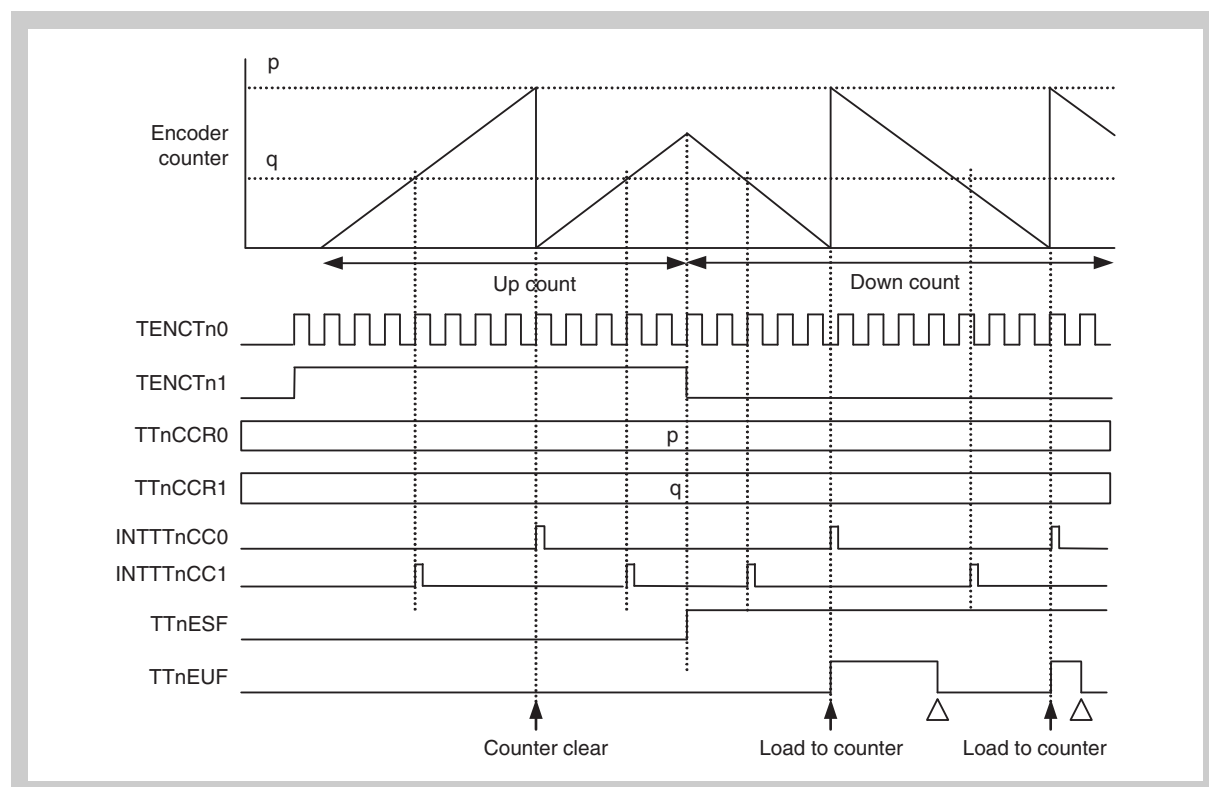 p
Encoder
counter
q
Up count
Down count
TENCTn0
TENCTn1
TTnCCR0
p
TTnCCR1
q
INTTTnCC0
INTTTnCC1
TTnESF
TTnEUF
Counter clear
Load to counter
Load to counter